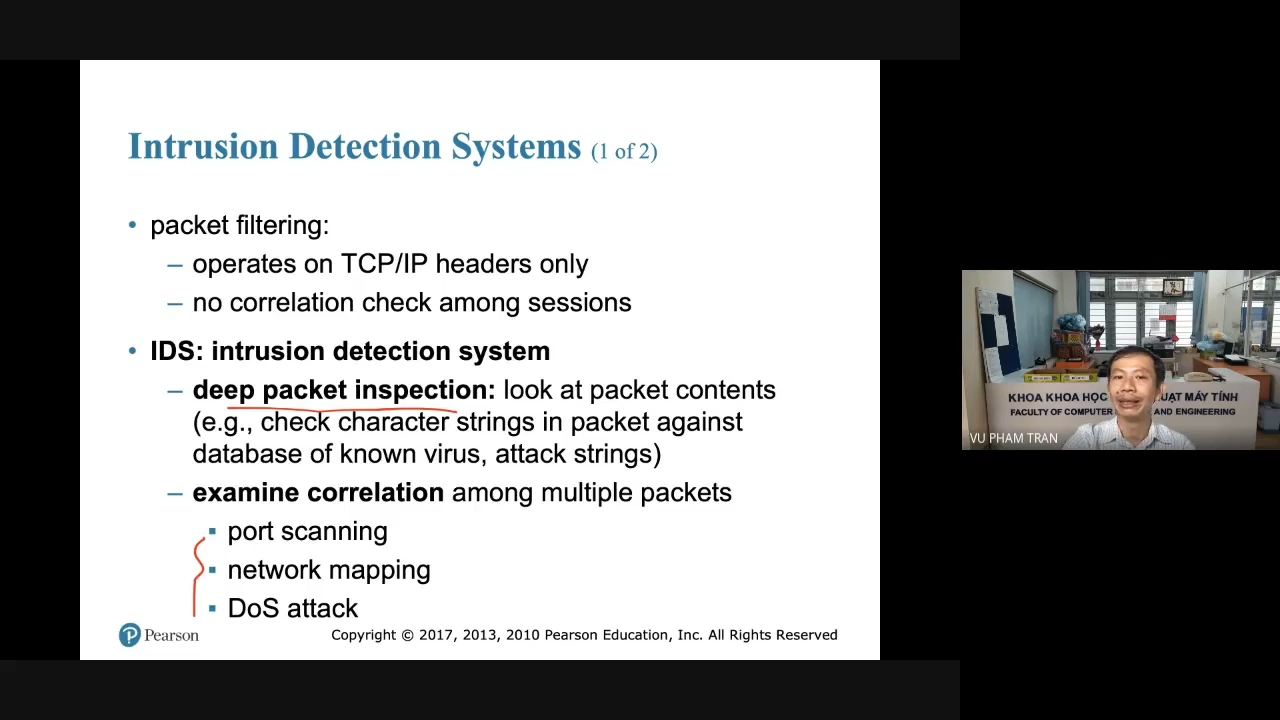 Intrusion Detection Systems (1 of 2)
• packet filtering:
– operates on TCP/IP headers only
– no correlation check among sessions
• IDS: intrusion detection system
– deep packet inspection: look at packet contents
(e.g., check character strings in packet against
database of known virus, attack strings)
– examine correlation among multiple packets
▪ port scanning
▪ network mapping
▪ DoS attack
Pearson
Copyright © 2017, 2013, 2010 Pearson Education, Inc. All Rights Reserved
KHOA KHOA HỌC UẬT MÁY TÍNH
FACULTY OF COMPUTER AND ENGINEERING
VU PHAM TRAN